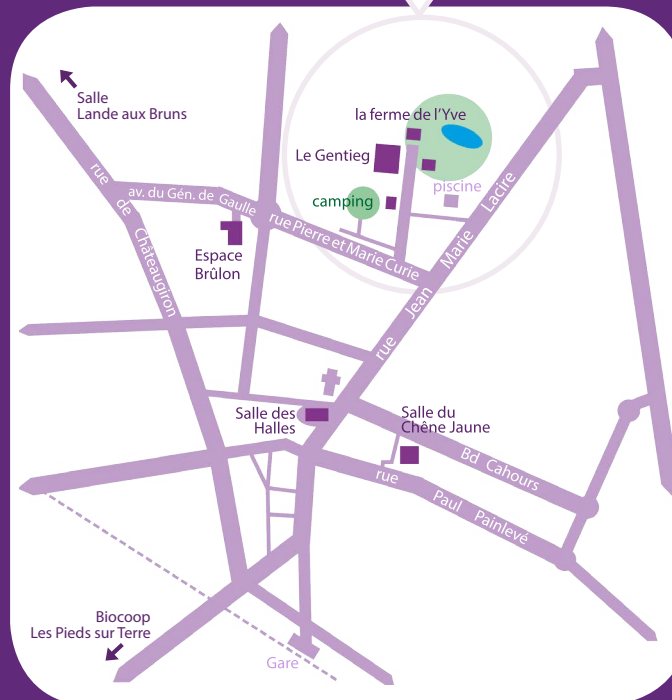 Salle
Lande aux Bruns
la ferme de l'Yve
Le Gentieg
piscine
camping
rue de Châteaugiron
av. du Gén. de Gaulle
rue Pierre et Marie Curie
rue Jean Marie Lacire
Espace
Brûlon
Salle des
Halles
Salle du
Chêne Jaune
Bd Cahours
rue Paul Painlevé
Biocoop
Les Pieds sur Terre
Gare